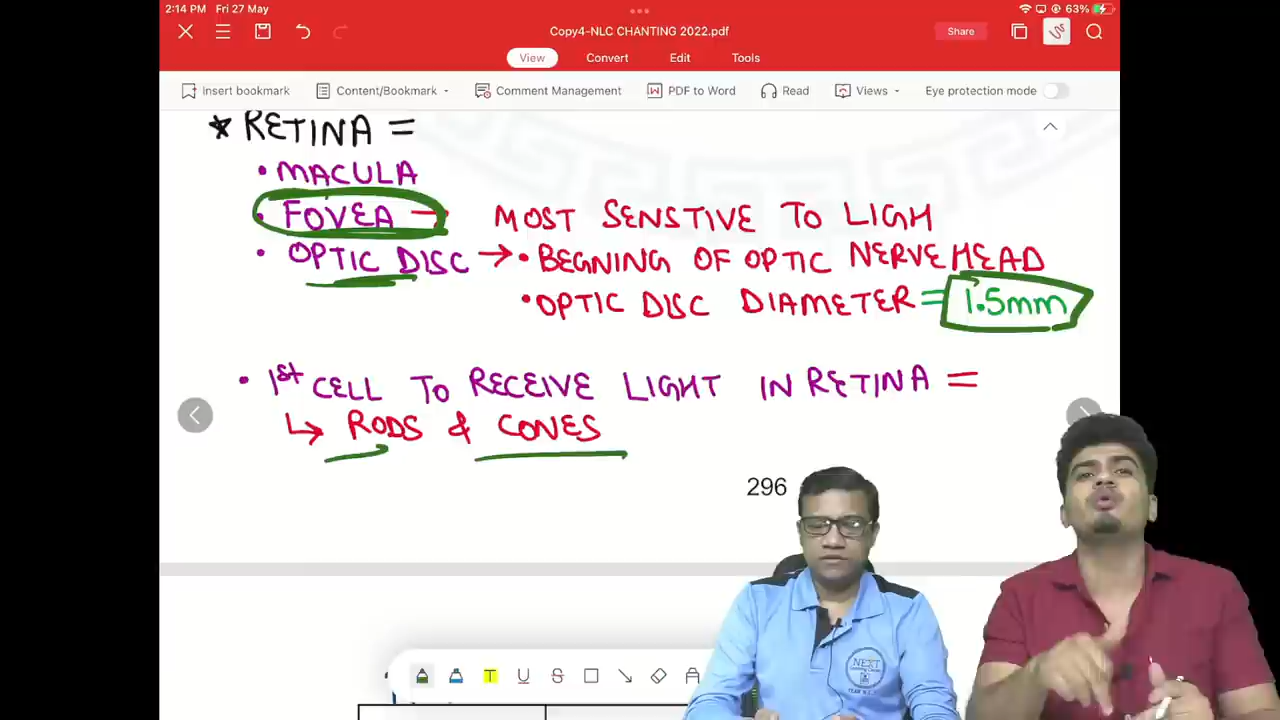 2:14 PM Fri 27 May
63%
Copy4-NLC CHANTING 2022.pdf
Share
View Convert Edit Tools
Insert bookmark Content/Bookmark Comment Management PDF to Word Read Views Eye protection mode
* RETINA =
• MACULA
• FOVEA → MOST SENSTIVE TO LIGH
• OPTIC DISC → • BEGNING OF OPTIC NERVE HEAD
• OPTIC DISC DIAMETER = 1.5mm
• 1st CELL TO RECEIVE LIGHT IN RETINA =
↳ RODS & CONES
296
NEXT